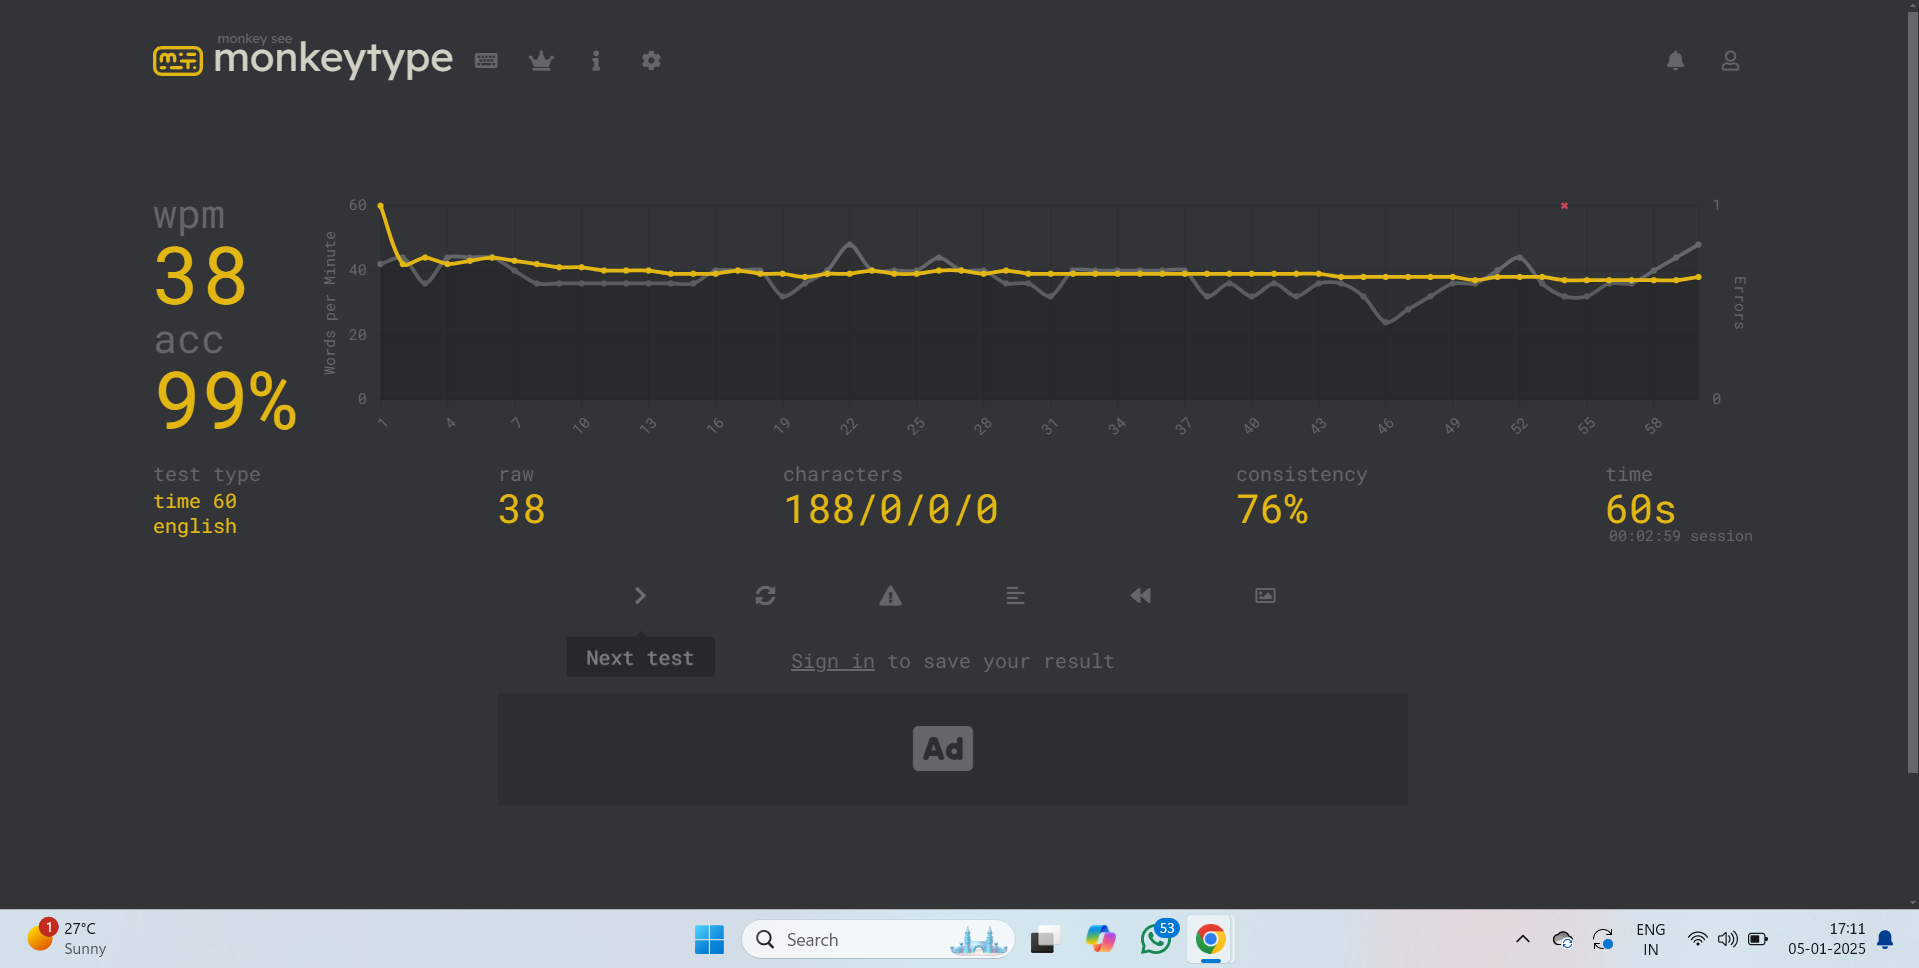 monkey see
monkeytype
wpm
38
acc
99%
Words per Minute
60
40
20
0
1
0
Errors
1 4 7 10 13 16 19 22 25 28 31 34 37 40 43 46 49 52 55 58
test type
time 60
english
raw
38
characters
188/0/0/0
consistency
76%
time
60s
00:02:59 session
Next test
Sign in to save your result
Ad
1
27°C
Sunny
Search
53
ENG
IN
17:11
05-01-2025